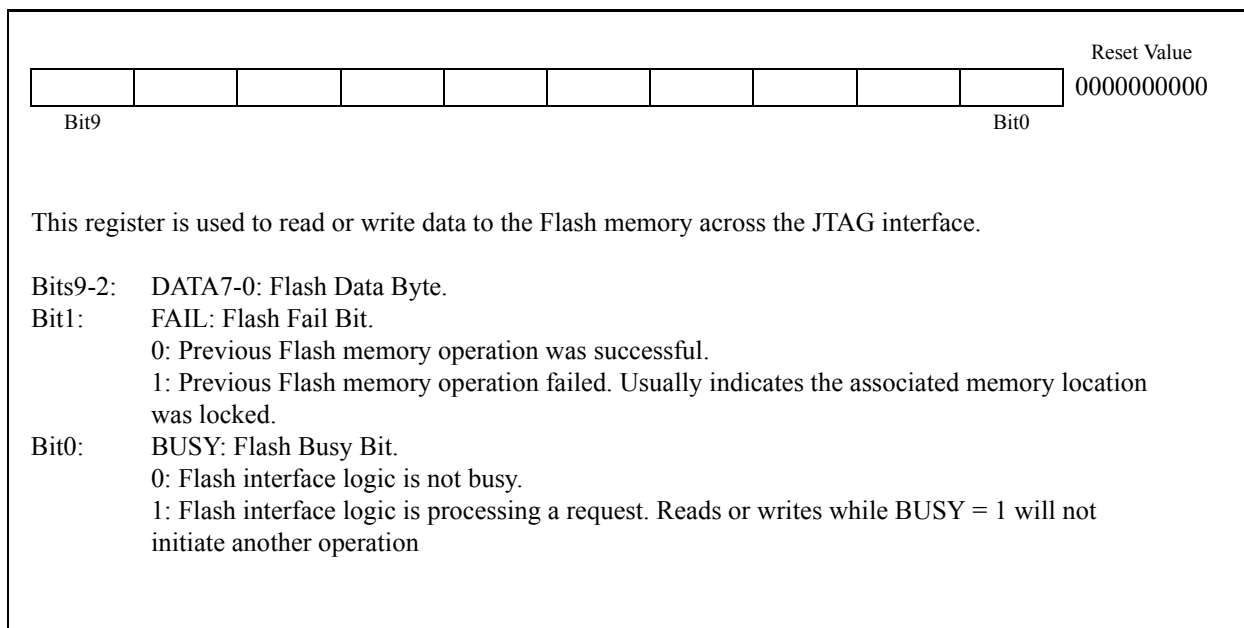 Reset Value
0000000000
Bit9 Bit0
This register is used to read or write data to the Flash memory across the JTAG interface.
Bits9-2: DATA7-0: Flash Data Byte.
Bit1: FAIL: Flash Fail Bit.
0: Previous Flash memory operation was successful.
1: Previous Flash memory operation failed. Usually indicates the associated memory location
was locked.
Bit0: BUSY: Flash Busy Bit.
0: Flash interface logic is not busy.
1: Flash interface logic is processing a request. Reads or writes while BUSY = 1 will not
initiate another operation